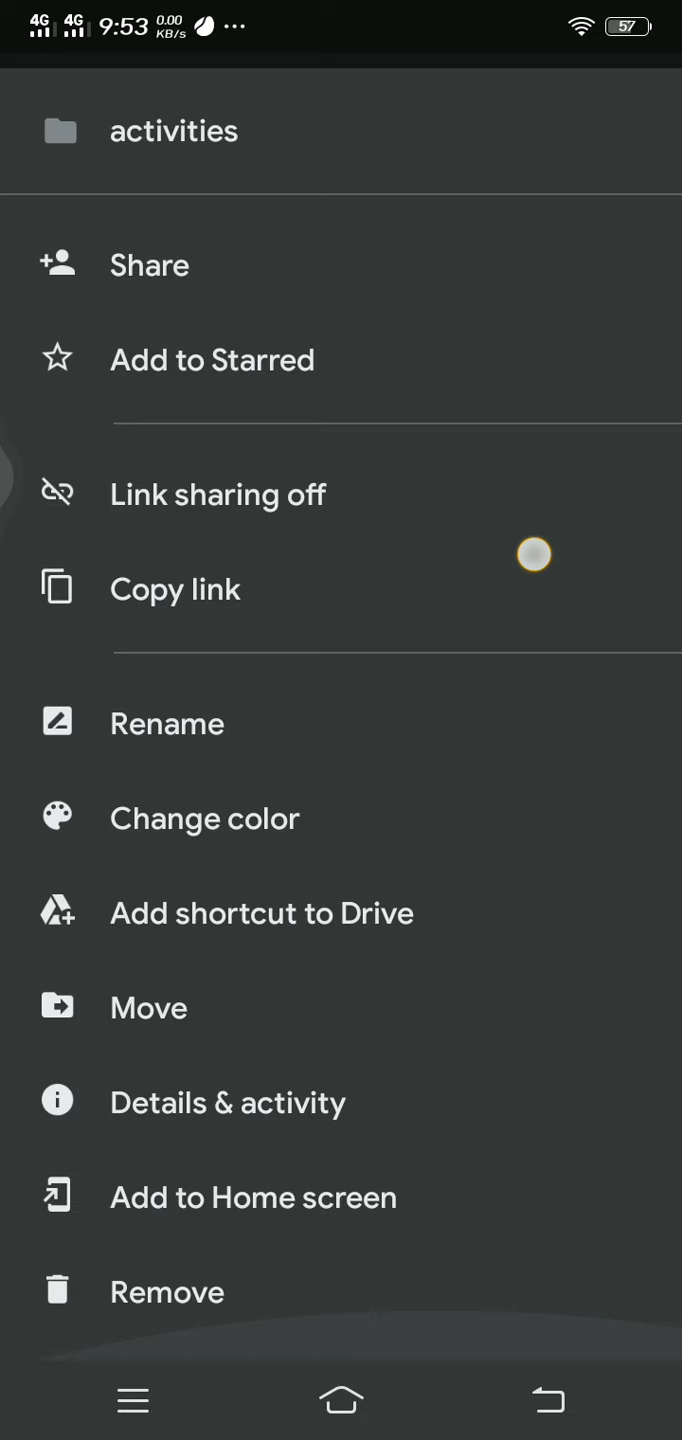 4G 4G 9:53 0.00 KB/s ... 57
activities
Share
Add to Starred
Link sharing off
Copy link
Rename
Change color
Add shortcut to Drive
Move
Details & activity
Add to Home screen
Remove